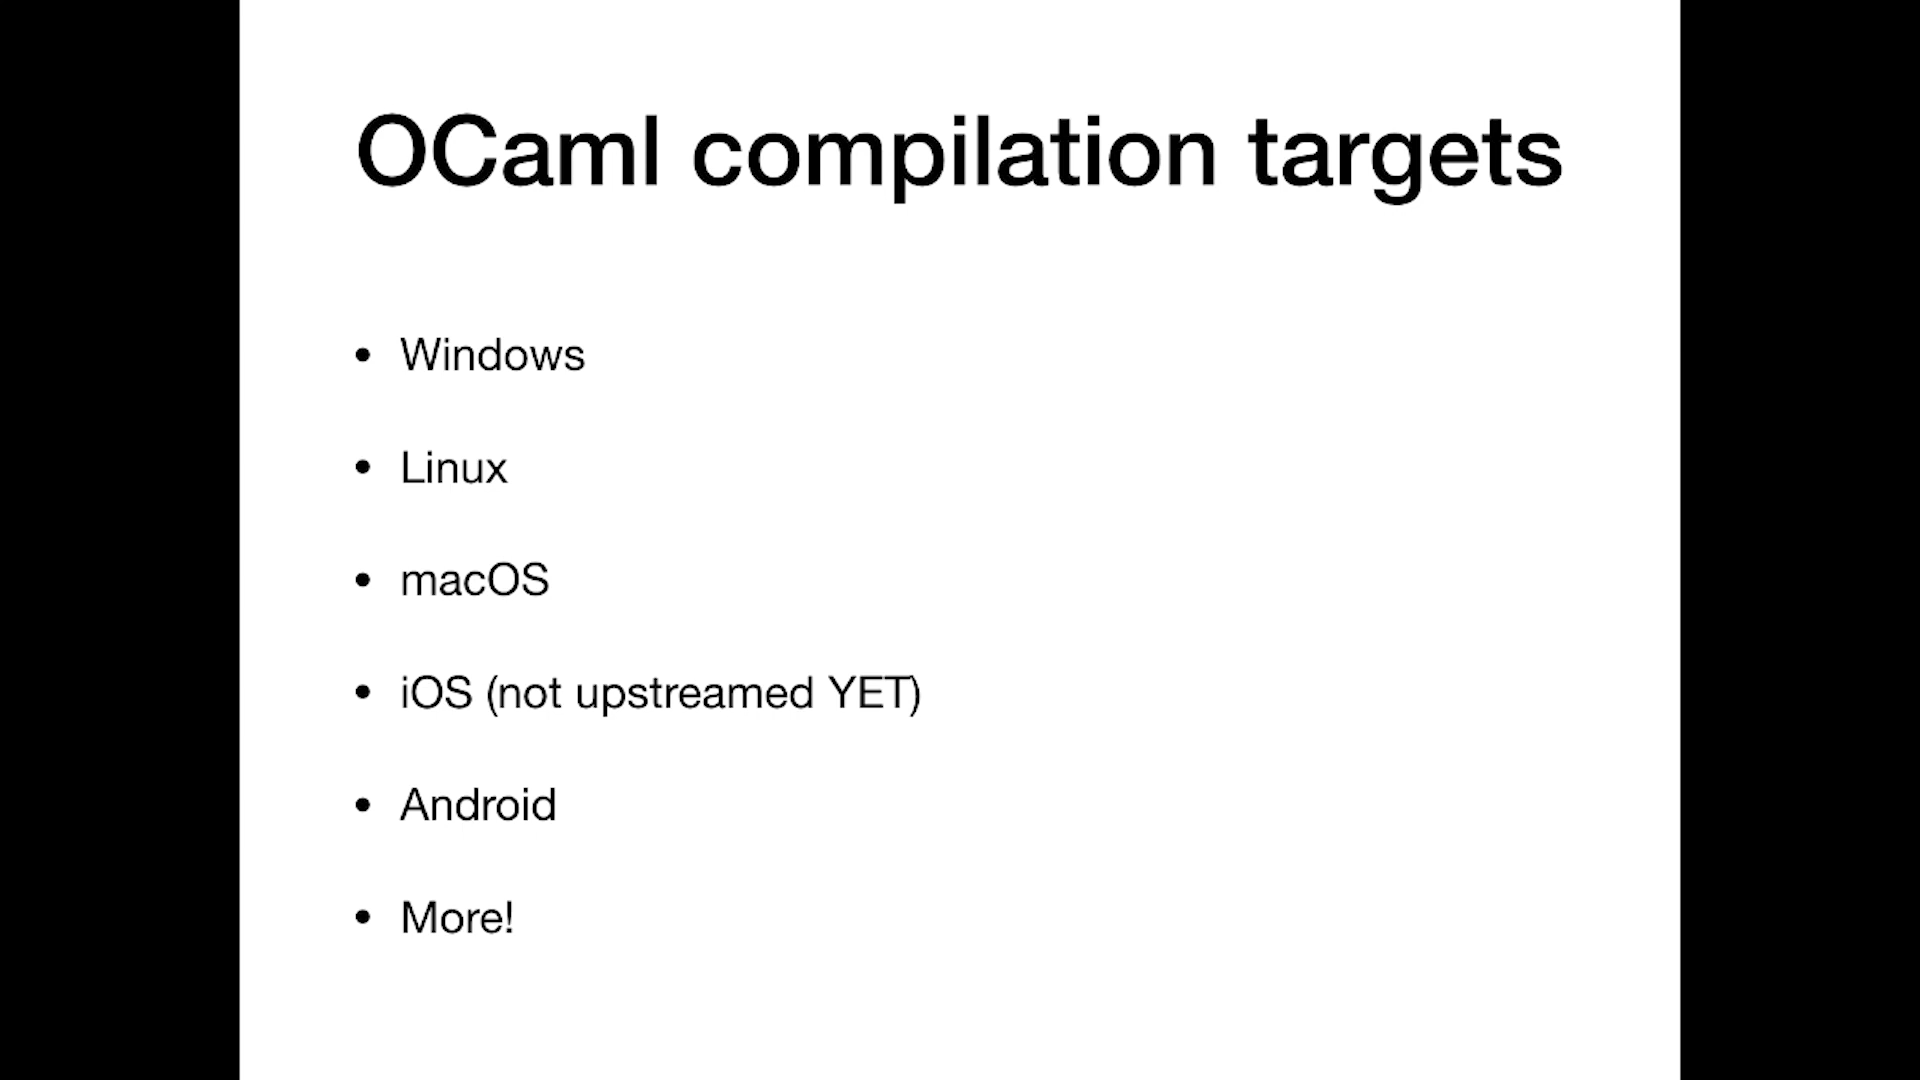 OCaml compilation targets
• Windows
• Linux
• macOS
• iOS (not upstreamed YET)
• Android
• More!